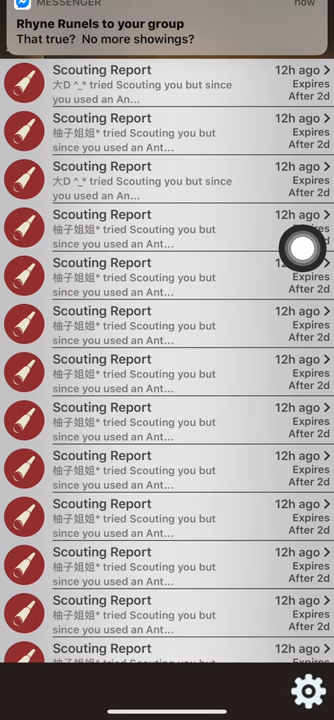 MESSENGER
now
Rhyne Runels to your group
That true?  No more showings?
Scouting Report
12h ago
大D ^_* tried Scouting you but since
Expires
you used an An...
After 2d
Scouting Report
12h ago
柚子姐姐* tried Scouting you but
Expires
since you used an Ant...
After 2d
Scouting Report
12h ago
大D ^_* tried Scouting you but since
Expires
you used an An...
After 2d
Scouting Report
12h ago
柚子姐姐* tried Scouting you but
since you used an Ant...
Scouting Report
12h ago
柚子姐姐* tried Scouting you but
Expires
since you used an Ant...
After 2d
Scouting Report
12h ago
柚子姐姐* tried Scouting you but
Expires
since you used an Ant...
After 2d
Scouting Report
12h ago
柚子姐姐* tried Scouting you but
Expires
since you used an Ant...
After 2d
Scouting Report
12h ago
柚子姐姐* tried Scouting you but
Expires
since you used an Ant...
After 2d
Scouting Report
12h ago
柚子姐姐* tried Scouting you but
Expires
since you used an Ant...
After 2d
Scouting Report
12h ago
柚子姐姐* tried Scouting you but
Expires
since you used an Ant...
After 2d
Scouting Report
12h ago
柚子姐姐* tried Scouting you but
Expires
since you used an Ant...
After 2d
Scouting Report
12h ago
柚子姐姐* tried Scouting you but
Expires
since you used an Ant...
After 2d
Scouting Report
12h ago